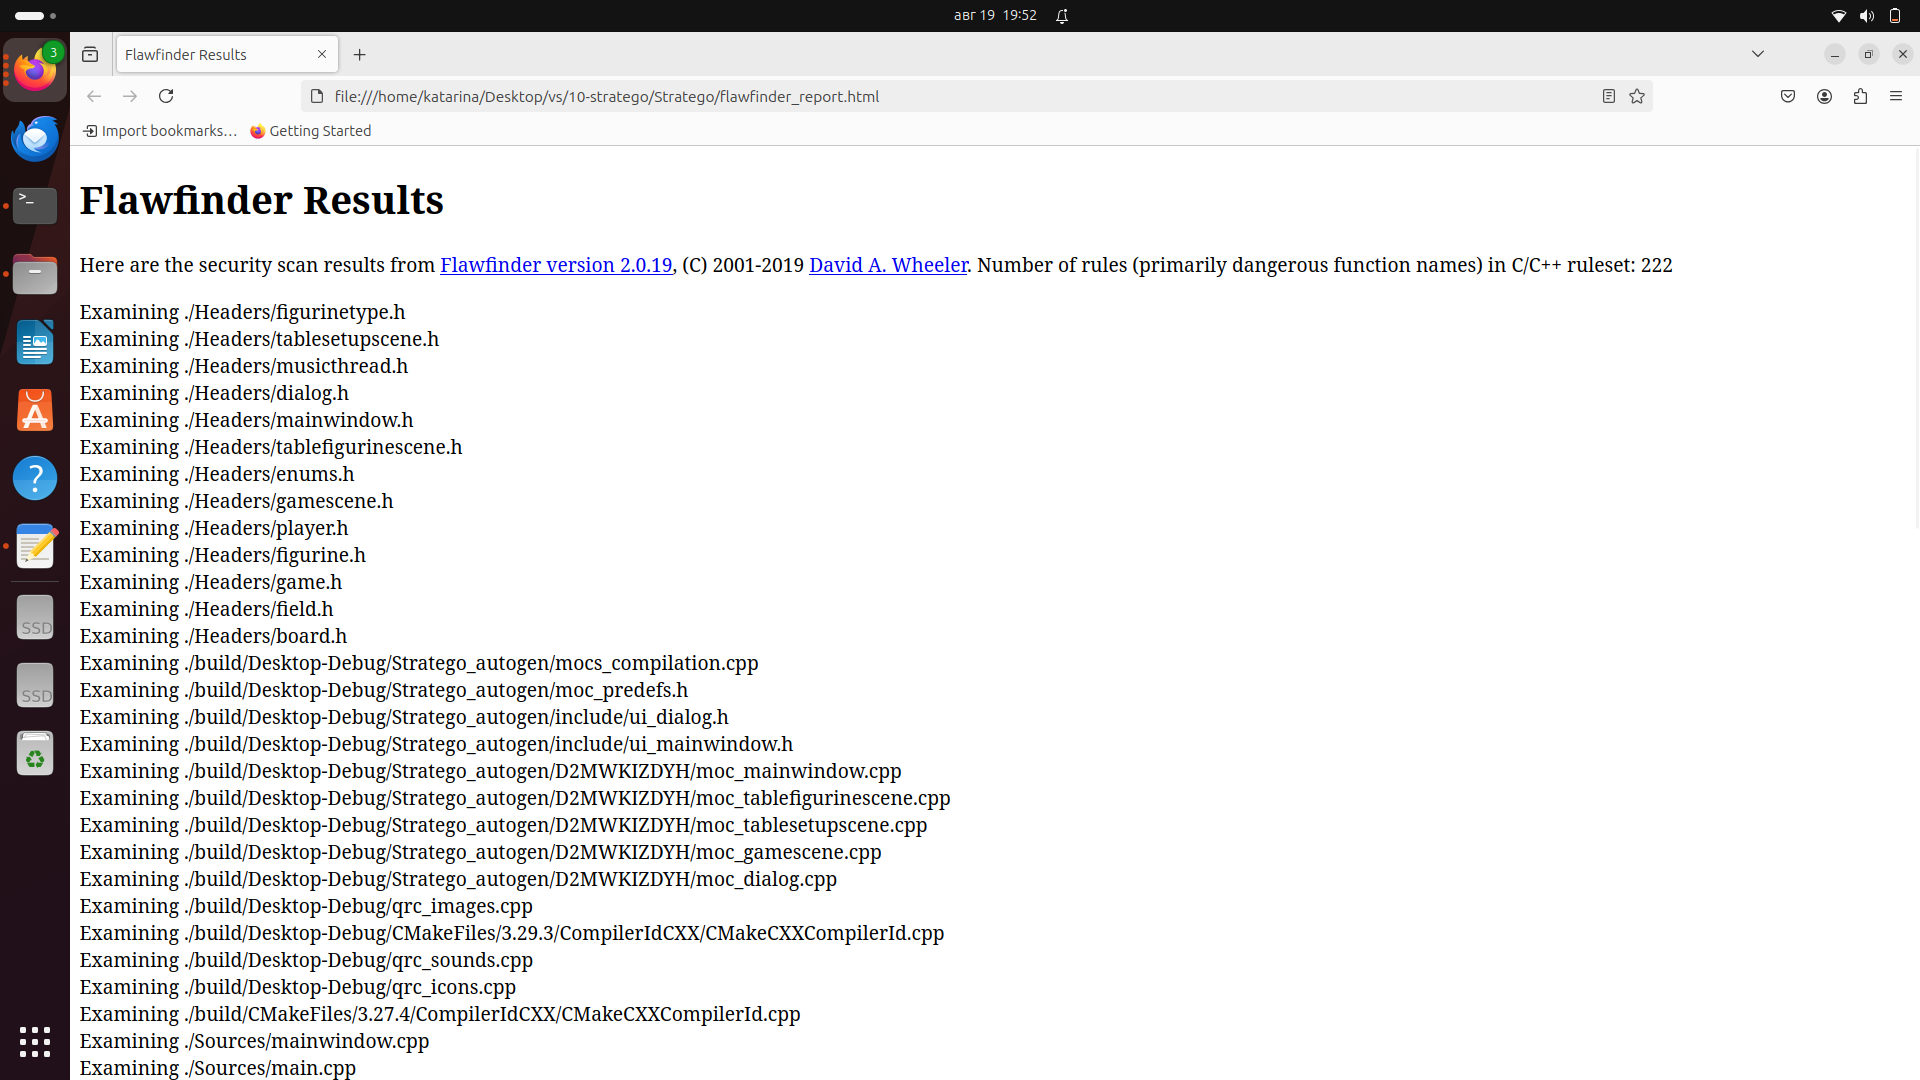 авг 19 19:52
3
Flawfinder Results
file:///home/katarina/Desktop/vs/10-stratego/Stratego/flawfinder_report.html
Import bookmarks…
Getting Started
Flawfinder Results
Here are the security scan results from Flawfinder version 2.0.19, (C) 2001-2019 David A. Wheeler. Number of rules (primarily dangerous function names) in C/C++ ruleset: 222
Examining ./Headers/figurinetype.h
Examining ./Headers/tablesetupscene.h
Examining ./Headers/musicthread.h
Examining ./Headers/dialog.h
Examining ./Headers/mainwindow.h
Examining ./Headers/tablefigurinescene.h
Examining ./Headers/enums.h
Examining ./Headers/gamescene.h
Examining ./Headers/player.h
Examining ./Headers/figurine.h
Examining ./Headers/game.h
Examining ./Headers/field.h
Examining ./Headers/board.h
Examining ./build/Desktop-Debug/Stratego_autogen/mocs_compilation.cpp
Examining ./build/Desktop-Debug/Stratego_autogen/moc_predefs.h
Examining ./build/Desktop-Debug/Stratego_autogen/include/ui_dialog.h
Examining ./build/Desktop-Debug/Stratego_autogen/include/ui_mainwindow.h
Examining ./build/Desktop-Debug/Stratego_autogen/D2MWKIZDYH/moc_mainwindow.cpp
Examining ./build/Desktop-Debug/Stratego_autogen/D2MWKIZDYH/moc_tablefigurinescene.cpp
Examining ./build/Desktop-Debug/Stratego_autogen/D2MWKIZDYH/moc_tablesetupscene.cpp
Examining ./build/Desktop-Debug/Stratego_autogen/D2MWKIZDYH/moc_gamescene.cpp
Examining ./build/Desktop-Debug/Stratego_autogen/D2MWKIZDYH/moc_dialog.cpp
Examining ./build/Desktop-Debug/qrc_images.cpp
Examining ./build/Desktop-Debug/CMakeFiles/3.29.3/CompilerIdCXX/CMakeCXXCompilerId.cpp
Examining ./build/Desktop-Debug/qrc_sounds.cpp
Examining ./build/Desktop-Debug/qrc_icons.cpp
Examining ./build/CMakeFiles/3.27.4/CompilerIdCXX/CMakeCXXCompilerId.cpp
Examining ./Sources/mainwindow.cpp
Examining ./Sources/main.cpp
SSD
SSD